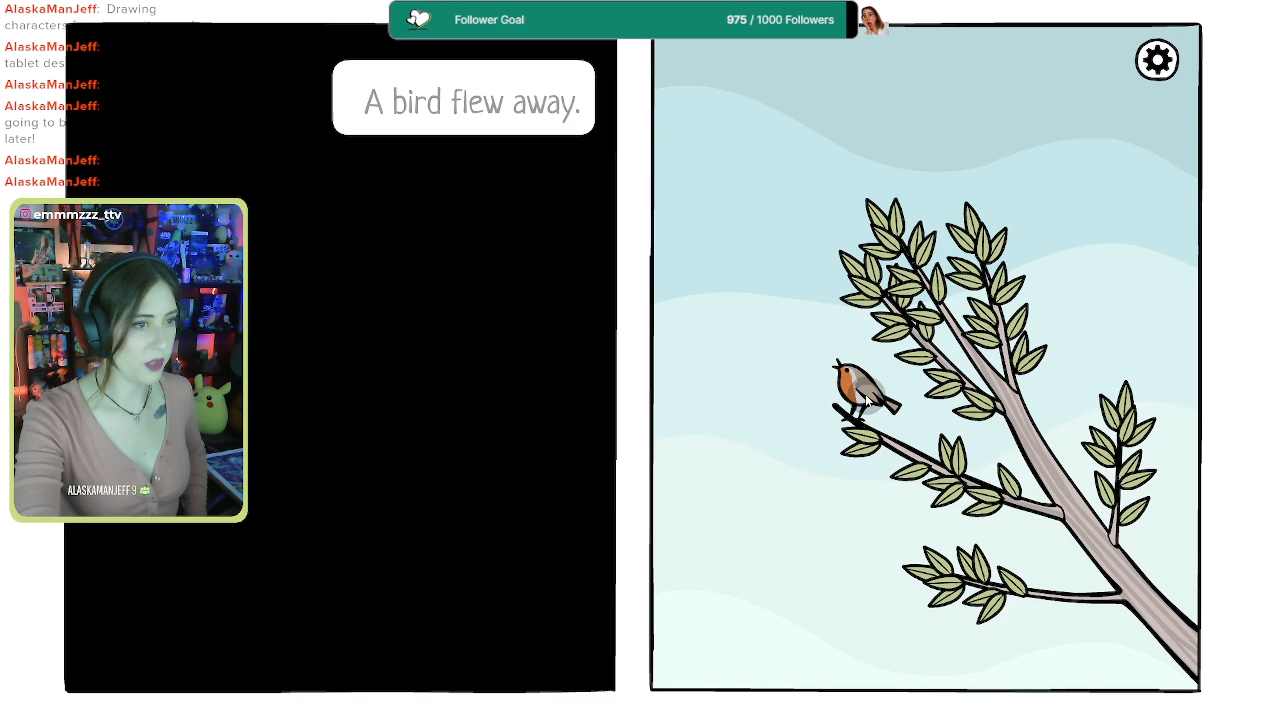 AlaskaManJeff: Drawing
characters
AlaskaManJeff:
tablet des
AlaskaManJeff:
AlaskaManJeff:
going to b
later!
AlaskaManJeff:
AlaskaManJeff:
Follower Goal
975 / 1000 Followers
A bird flew away.
emmmzzz_ttv
ALASKAMANJEFF 9